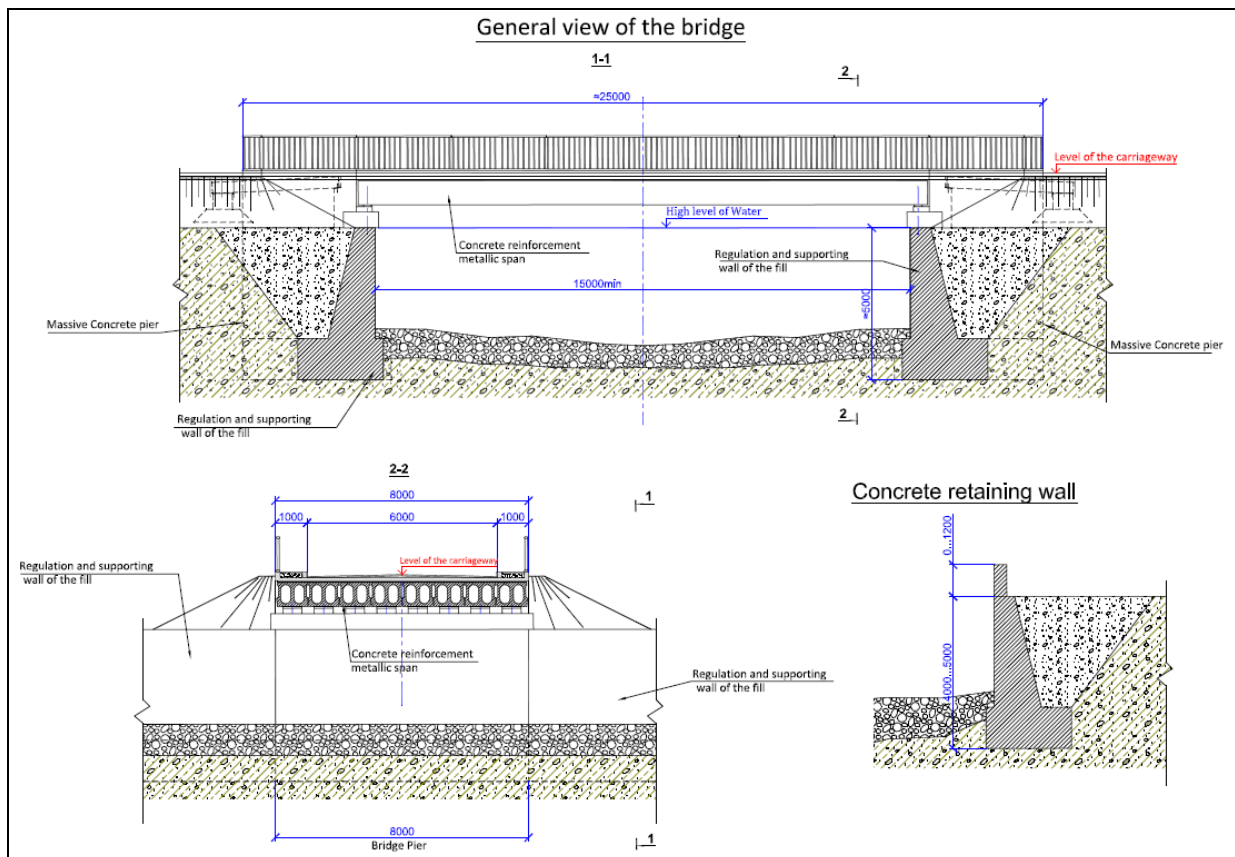 General view of the bridge
1-1
2
≈25000
Level of the carriageway
High level of Water
Concrete reinforcement
metallic span
Regulation and supporting
wall of the fill
15000min
≈5000
Massive Concrete pier
Massive Concrete pier
Regulation and supporting
wall of the fill
2
2-2
8000
1
1000
6000
1000
Concrete retaining wall
0...1200
Regulation and supporting
wall of the fill
Level of the carriageway
4000...5000
Concrete reinforcement
metallic span
Regulation and supporting
wall of the fill
8000
Bridge Pier
1